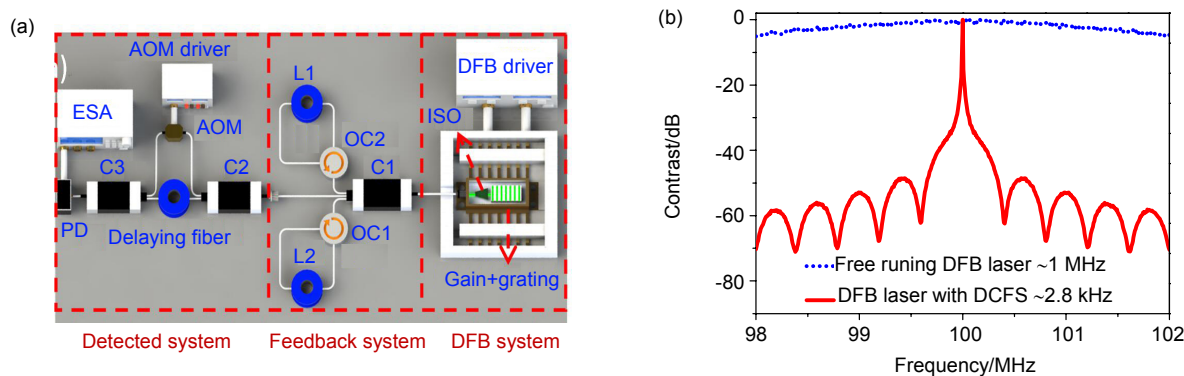 (a)
AOM driver
ESA
AOM
C3
C2
PD
Delaying fiber
L1
OC2
C1
OC1
L2
DFB driver
ISO
Gain+grating
Detected system
Feedback system
DFB system
(b)
0
-20
-40
-60
-80
Contrast/dB
Free runing DFB laser ~1 MHz
DFB laser with DCFS ~2.8 kHz
98
99
100
101
102
Frequency/MHz